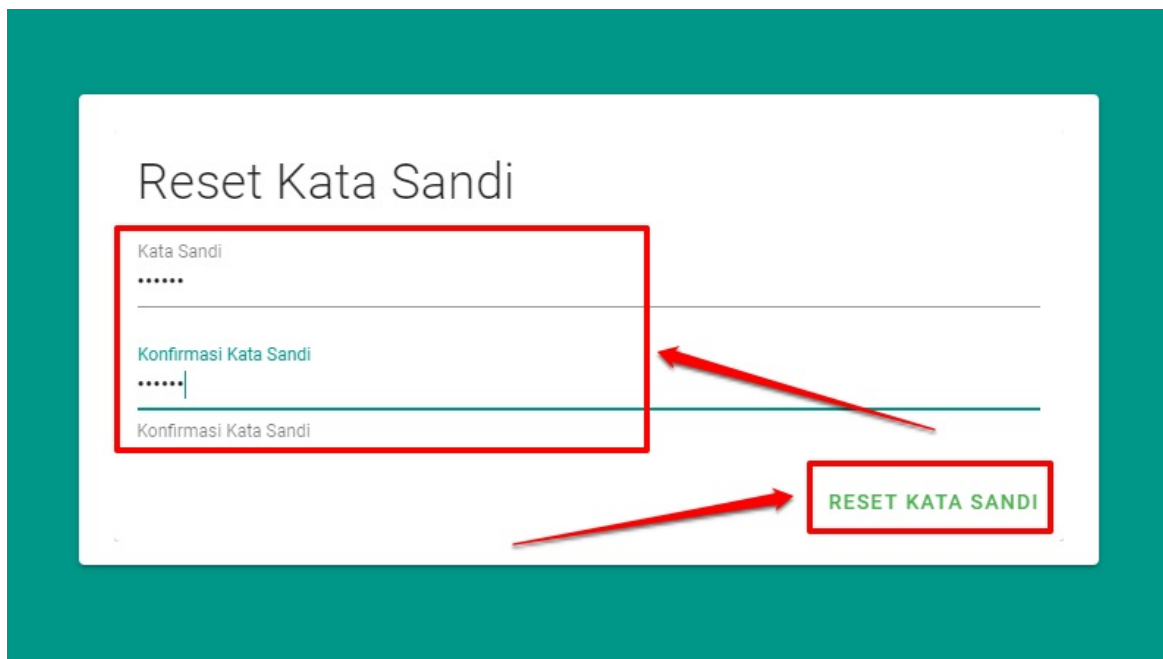 Reset Kata Sandi
Kata Sandi
••••••
Konfirmasi Kata Sandi
••••••
Konfirmasi Kata Sandi
RESET KATA SANDI